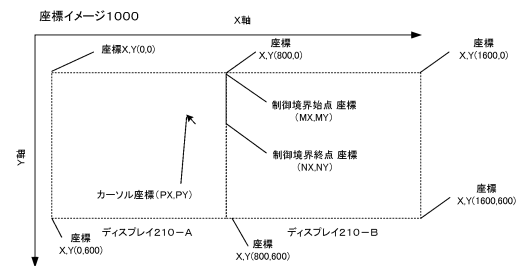 座標イメージ1000
X軸
座標X,Y(0,0)
座標
X,Y(800,0)
座標
X,Y(1600,0)
制御境界始点 座標
(MX,MY)
制御境界終点 座標
(NX,NY)
Y軸
カーソル座標(PX,PY)
座標
X,Y(1600,600)
ディスプレイ210-A
ディスプレイ210-B
座標
X,Y(0,600)
座標
X,Y(800,600)